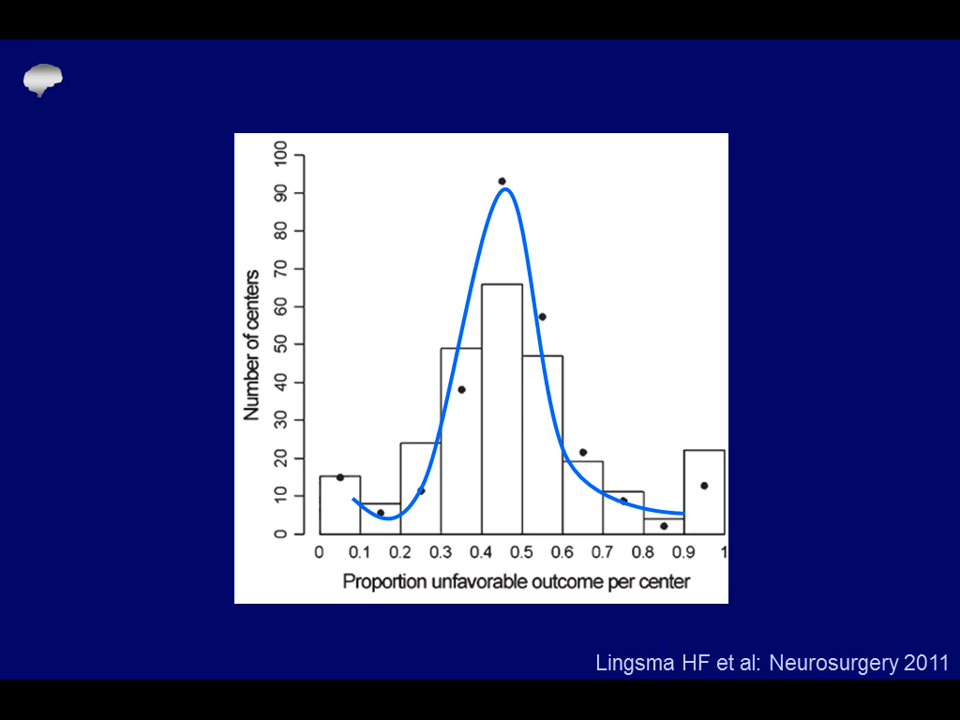 100
90
80
70
60
50
40
30
20
10
0
Number of centers
0 0.1 0.2 0.3 0.4 0.5 0.6 0.7 0.8 0.9 1
Proportion unfavorable outcome per center
Lingsma HF et al: Neurosurgery 2011